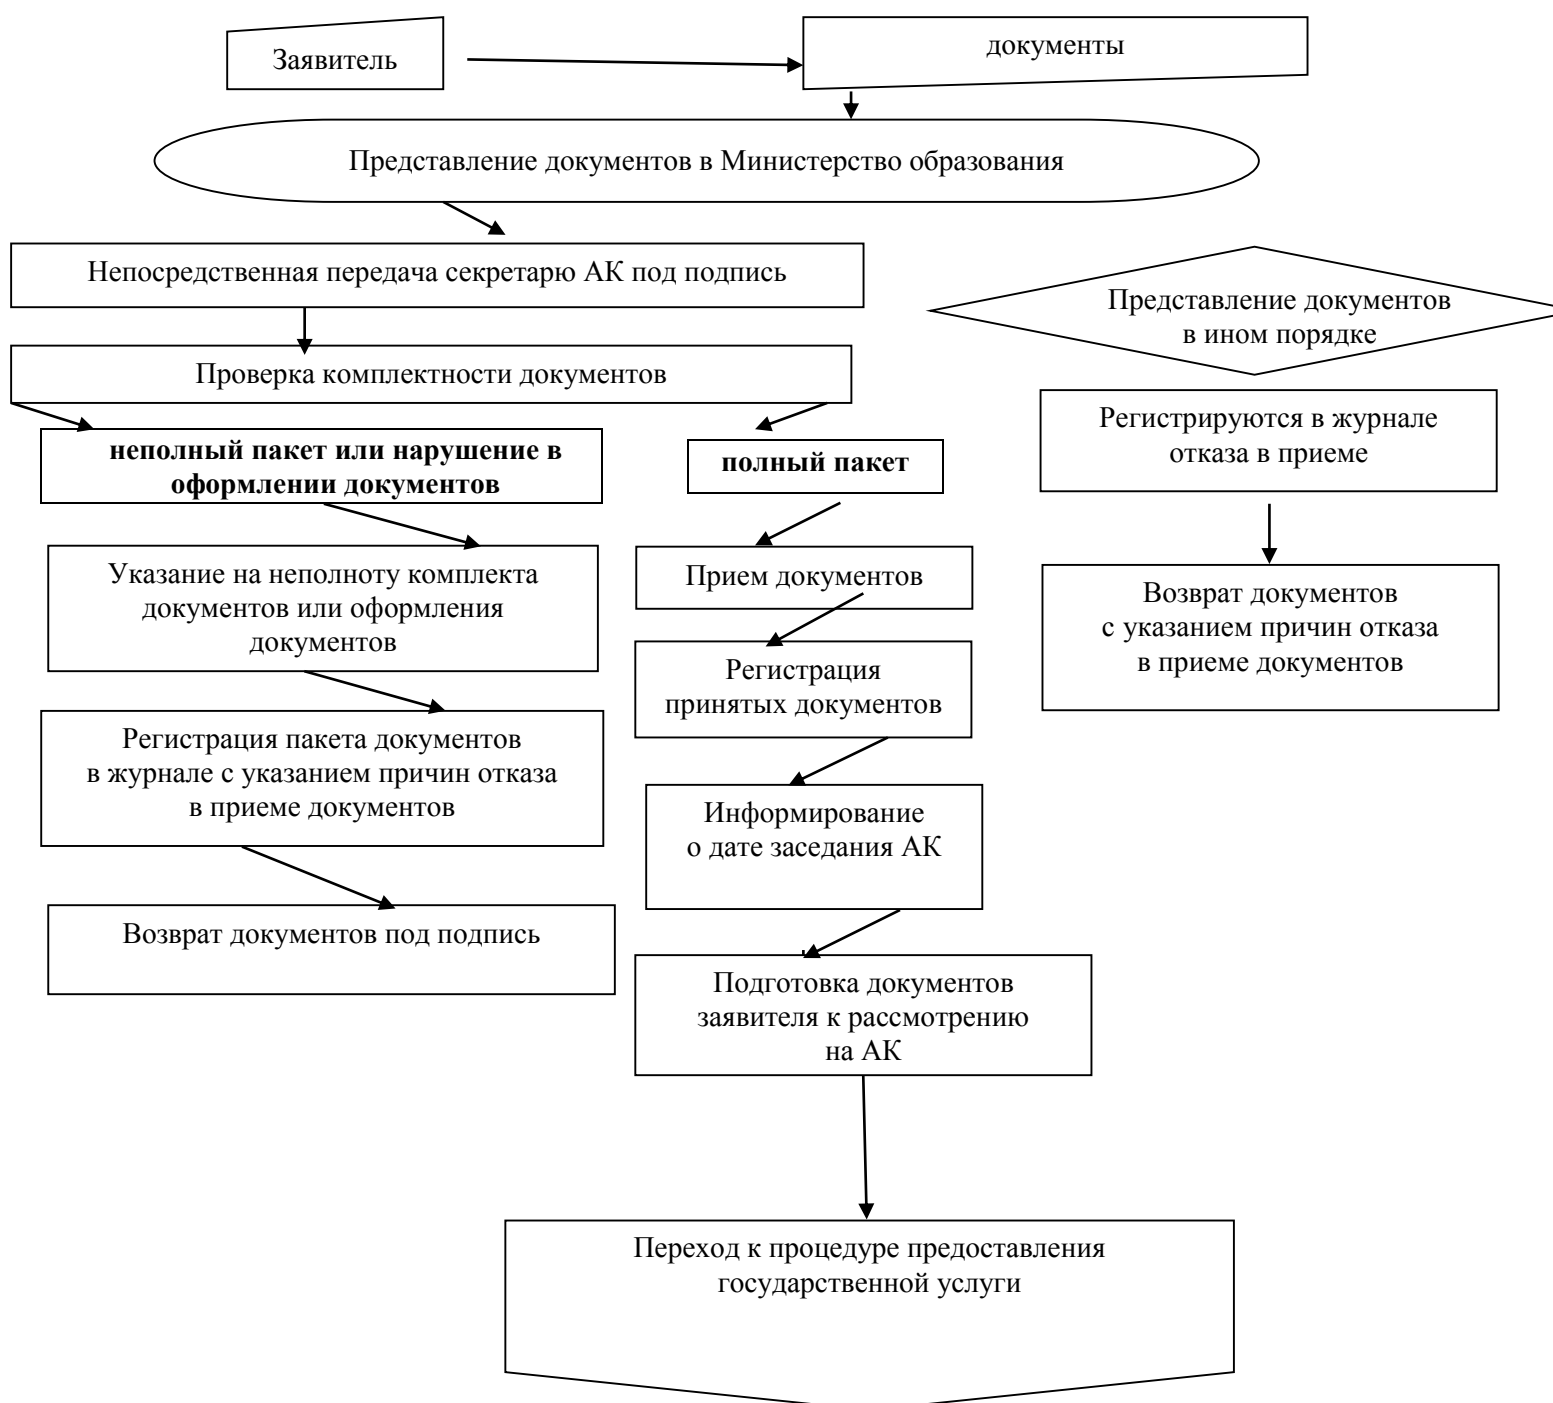 Заявитель
документы
Представление документов в Министерство образования
Непосредственная передача секретарю АК под подпись
Представление документов
в ином порядке
Проверка комплектности документов
Регистрируются в журнале
отказа в приеме
неполный пакет или нарушение в
оформлении документов
полный пакет
Указание на неполноту комплекта
документов или оформления
документов
Прием документов
Возврат документов
с указанием причин отказа
в приеме документов
Регистрация
принятых документов
Регистрация пакета документов
в журнале с указанием причин отказа
в приеме документов
Информирование
о дате заседания АК
Возврат документов под подпись
Подготовка документов
заявителя к рассмотрению
на АК
Переход к процедуре предоставления
государственной услуги